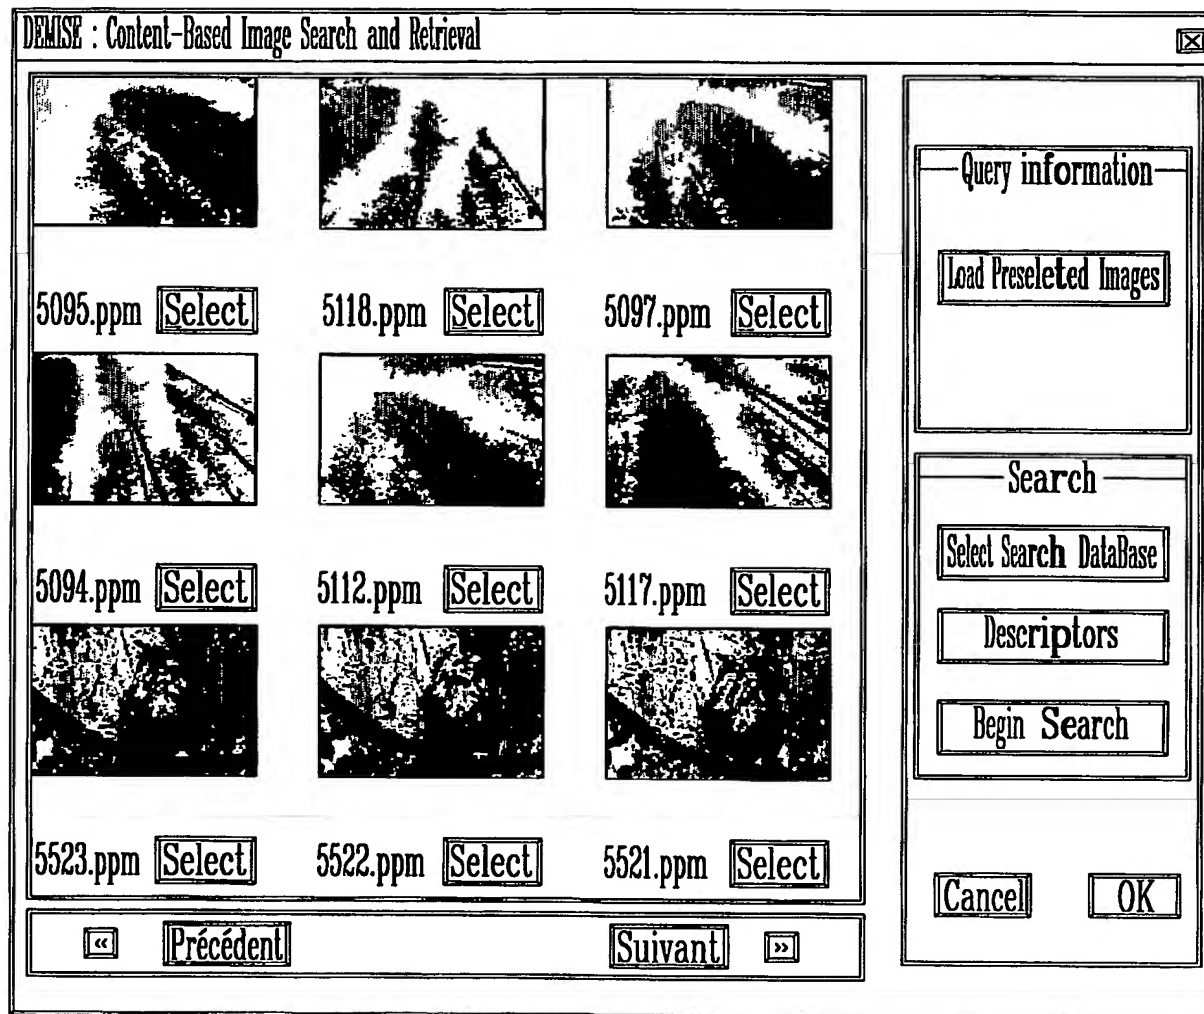 DEMISE : Content-Based Image Search and Retrieval
5095.ppm Select 5118.ppm Select 5097.ppm Select
5094.ppm Select 5112.ppm Select 5117.ppm Select
5523.ppm Select 5522.ppm Select 5521.ppm Select
« Précédent Suivant »
Query information
Load Preseleted Images
Search
Select Search DataBase
Descriptors
Begin Search
Cancel OK